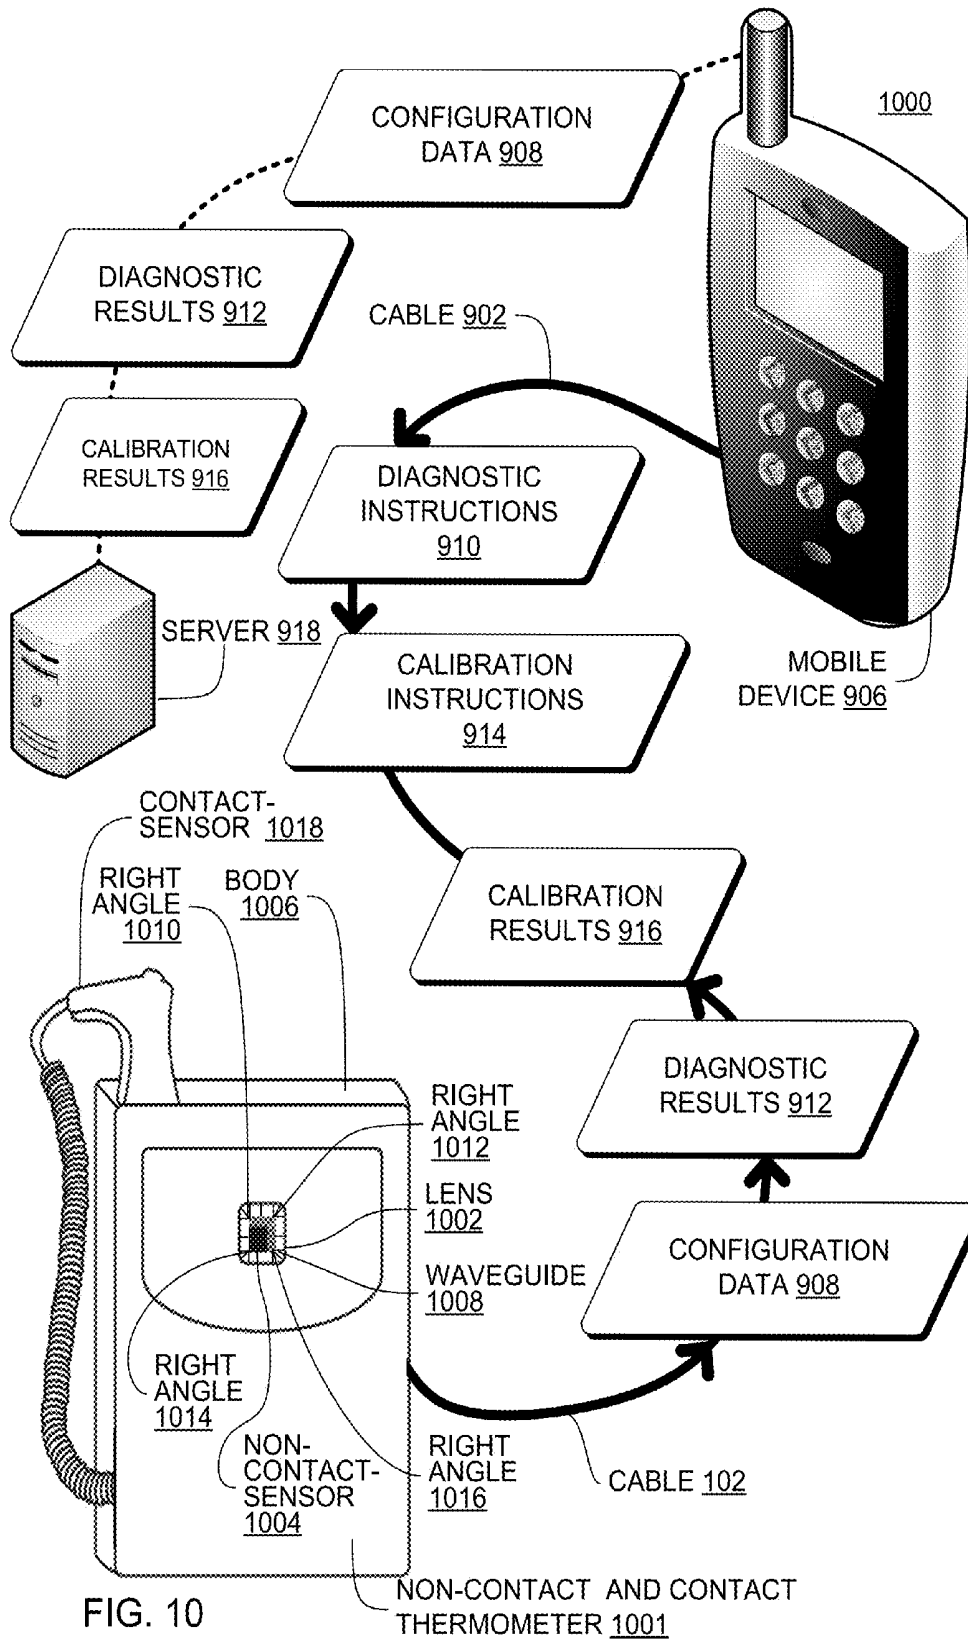 1000
CONFIGURATION
DATA 908
DIAGNOSTIC
RESULTS 912
CABLE 902
CALIBRATION
RESULTS 916
DIAGNOSTIC
INSTRUCTIONS
910
SERVER 918
CALIBRATION
INSTRUCTIONS
914
MOBILE
DEVICE 906
CONTACT-
SENSOR 1018
RIGHT
ANGLE
1010
BODY
1006
CALIBRATION
RESULTS 916
DIAGNOSTIC
RESULTS 912
RIGHT
ANGLE
1012
LENS
1002
WAVEGUIDE
1008
CONFIGURATION
DATA 908
RIGHT
ANGLE
1014
NON-
CONTACT-
SENSOR
1004
RIGHT
ANGLE
1016
CABLE 102
NON-CONTACT AND CONTACT
THERMOMETER 1001
FIG. 10